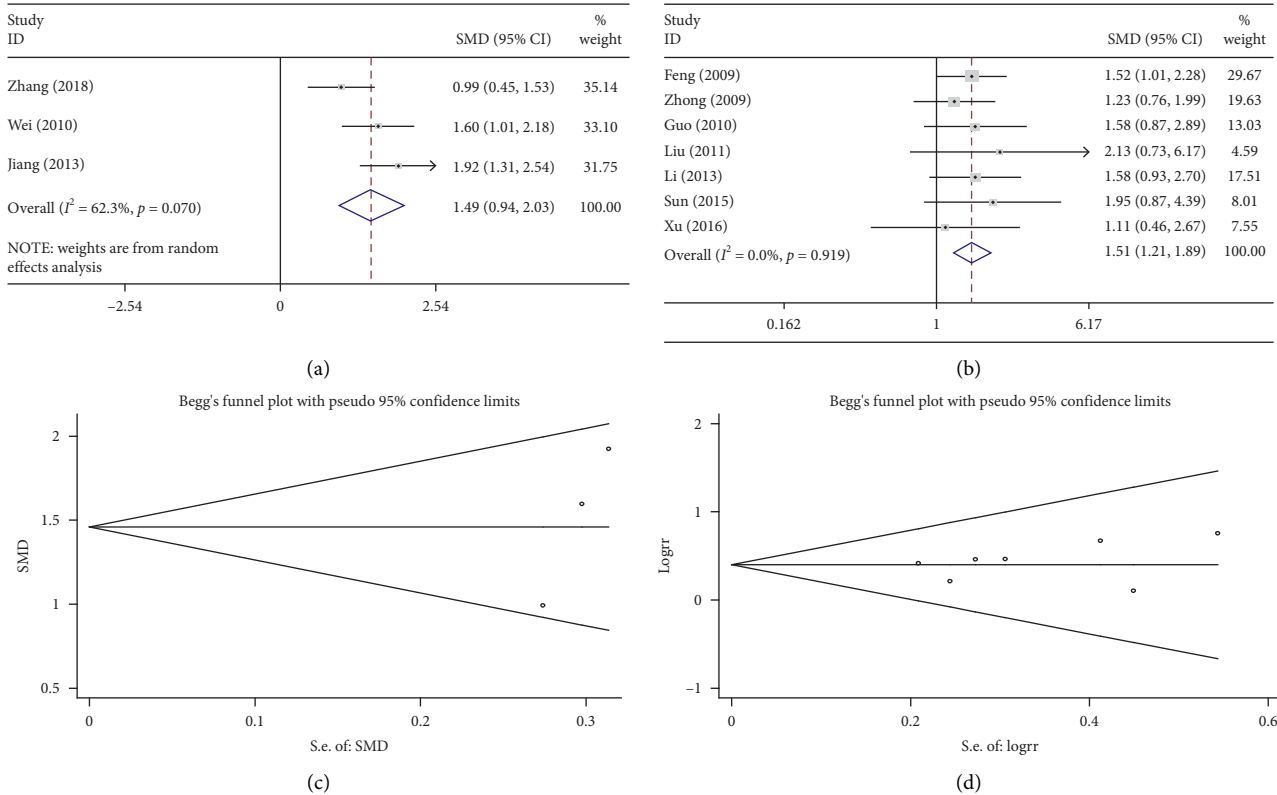 Study
ID
SMD (95% CI)
%
weight
Zhang (2018)
0.99 (0.45, 1.53)
35.14
Wei (2010)
1.60 (1.01, 2.18)
33.10
Jiang (2013)
1.92 (1.31, 2.54)
31.75
Overall (I² = 62.3%, p = 0.070)
1.49 (0.94, 2.03)
100.00
NOTE: weights are from random
effects analysis
−2.54
0
2.54
(a)
Study
ID
SMD (95% CI)
%
weight
Feng (2009)
1.52 (1.01, 2.28)
29.67
Zhong (2009)
1.23 (0.76, 1.99)
19.63
Guo (2010)
1.58 (0.87, 2.89)
13.03
Liu (2011)
2.13 (0.73, 6.17)
4.59
Li (2013)
1.58 (0.93, 2.70)
17.51
Sun (2015)
1.95 (0.87, 4.39)
8.01
Xu (2016)
1.11 (0.46, 2.67)
7.55
Overall (I² = 0.0%, p = 0.919)
1.51 (1.21, 1.89)
100.00
0.162
1
6.17
(b)
Begg's funnel plot with pseudo 95% confidence limits
2
1.5
1
0.5
SMD
0
0.1
0.2
0.3
S.e. of: SMD
(c)
Begg's funnel plot with pseudo 95% confidence limits
2
1
0
−1
Logrr
0
0.2
0.4
0.6
S.e. of: logrr
(d)